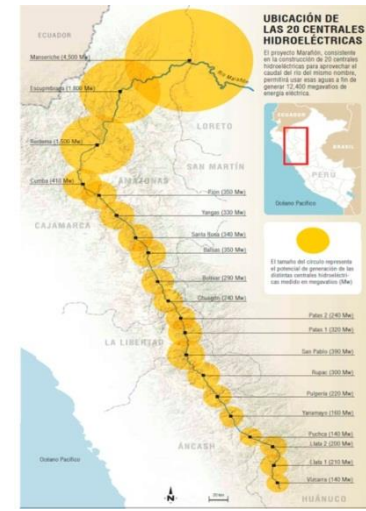 UBICACIÓN DE
LAS 20 CENTRALES
HIDROELÉCTRICAS
El proyecto Marañón, consistente
en la construcción de 20 centrales
hidroeléctricas para aprovechar el
caudal del río del mismo nombre,
permitirá usar esas aguas a fin de
generar 12,400 megavatios de
energía eléctrica.
ECUADOR
Manseriche (4,500 Mw)
Río Marañón
Escurrebraga (1,800 Mw)
LORETO
ECUADOR
BRASIL
PERÚ
Océano Pacífico
Rentema (1,500 Mw)
SAN MARTÍN
Cumba (410 Mw)
AMAZONAS
(350 Mw)
Yangas (330 Mw)
CAJAMARCA
Santa Rosa (340 Mw)
Balsas (350 Mw)
El tamaño del círculo representa
el potencial de generación de las
distintas centrales hidroeléctri-
cas medido en megavatios (Mw)
Bolívar (290 Mw)
Chusgón (240 Mw)
Patas 2 (240 Mw)
Patas 1 (320 Mw)
LA LIBERTAD
San Pablo (390 Mw)
Rupac (300 Mw)
Pulperia (220 Mw)
Yanamayo (160 Mw)
Puchca (140 Mw)
Llata 2 (200 Mw)
ÁNCASH
Océano Pacífico
Llata 1 (210 Mw)
Vizcarra (140 Mw)
N
HUÁNUCO